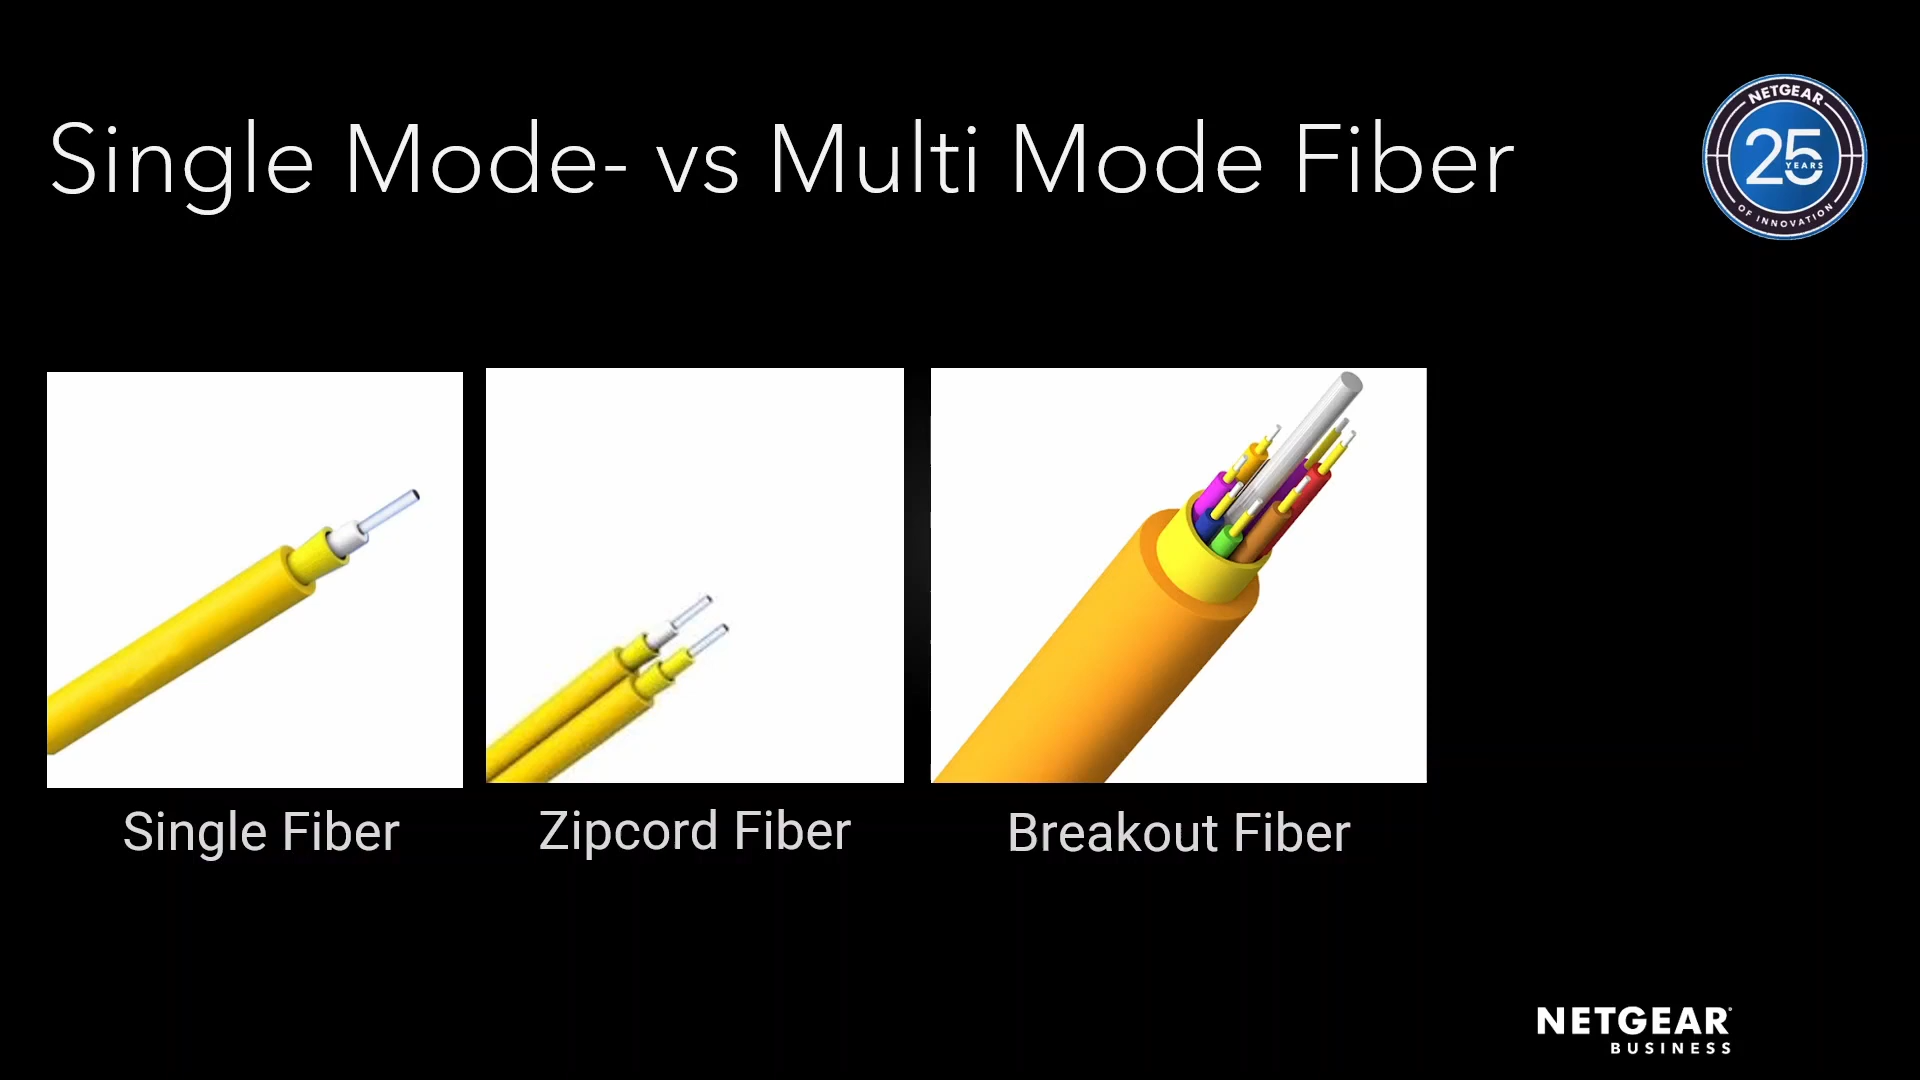 Single Mode- vs Multi Mode Fiber
NETGEAR
25
YEARS
OF INNOVATION
Single Fiber
Zipcord Fiber
Breakout Fiber
NETGEAR
BUSINESS